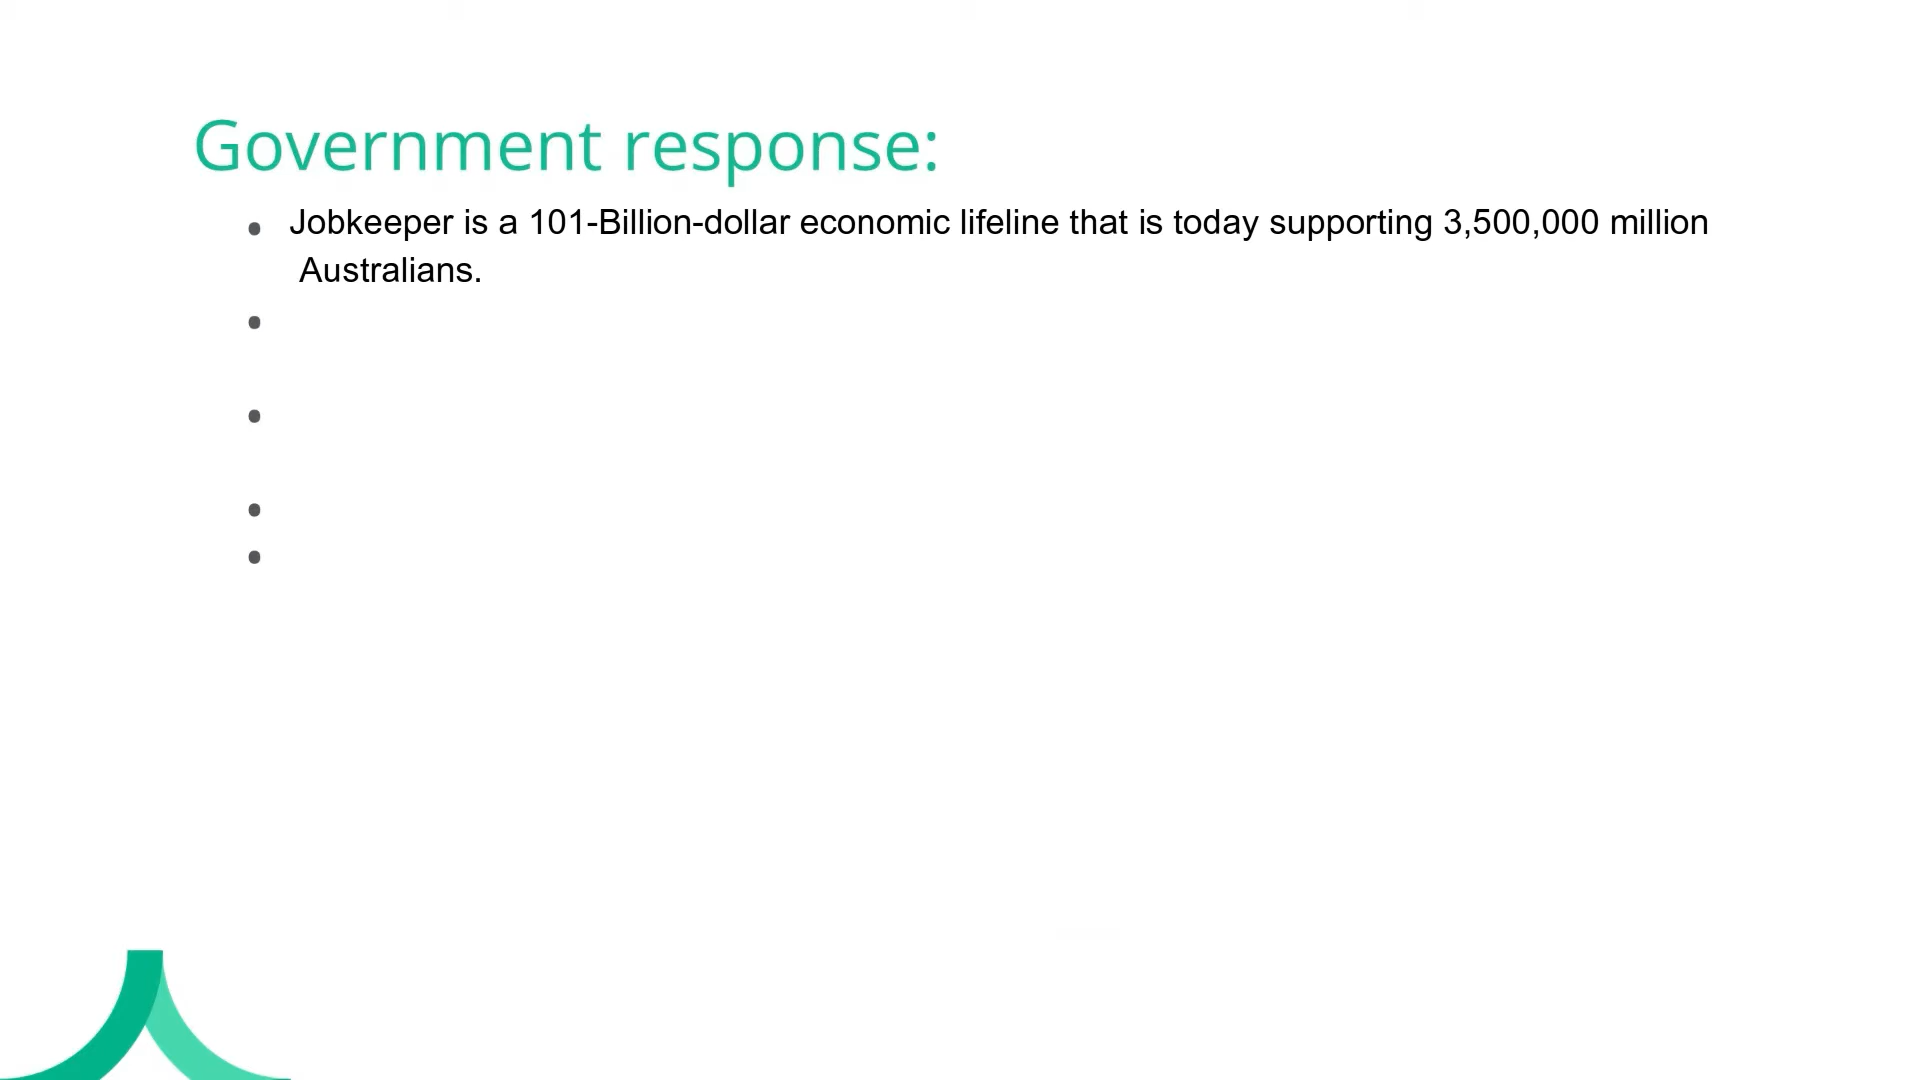 Government response:
• Jobkeeper is a 101-Billion-dollar economic lifeline that is today supporting 3,500,000 million
Australians.
•
•
•
•